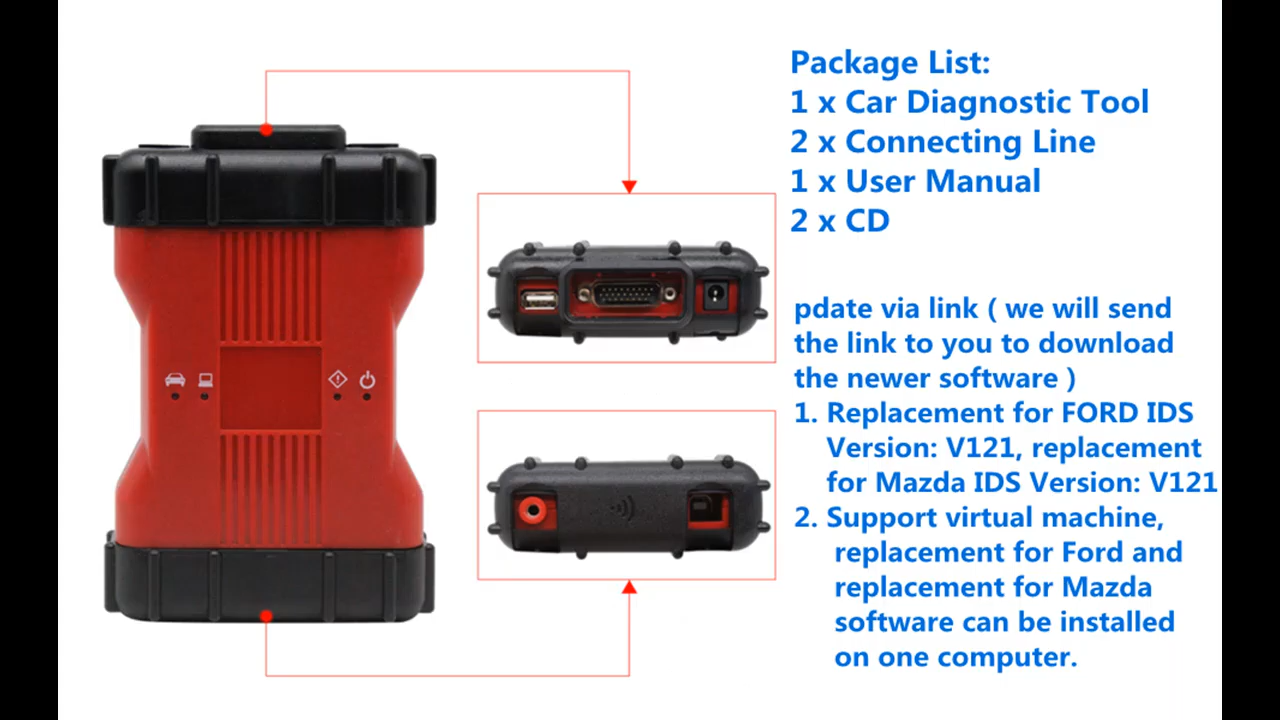 Package List:
1 x Car Diagnostic Tool
2 x Connecting Line
1 x User Manual
2 x CD
pdate via link ( we will send
the link to you to download
the newer software )
1. Replacement for FORD IDS
Version: V121, replacement
for Mazda IDS Version: V121
2. Support virtual machine,
replacement for Ford and
replacement for Mazda
software can be installed
on one computer.